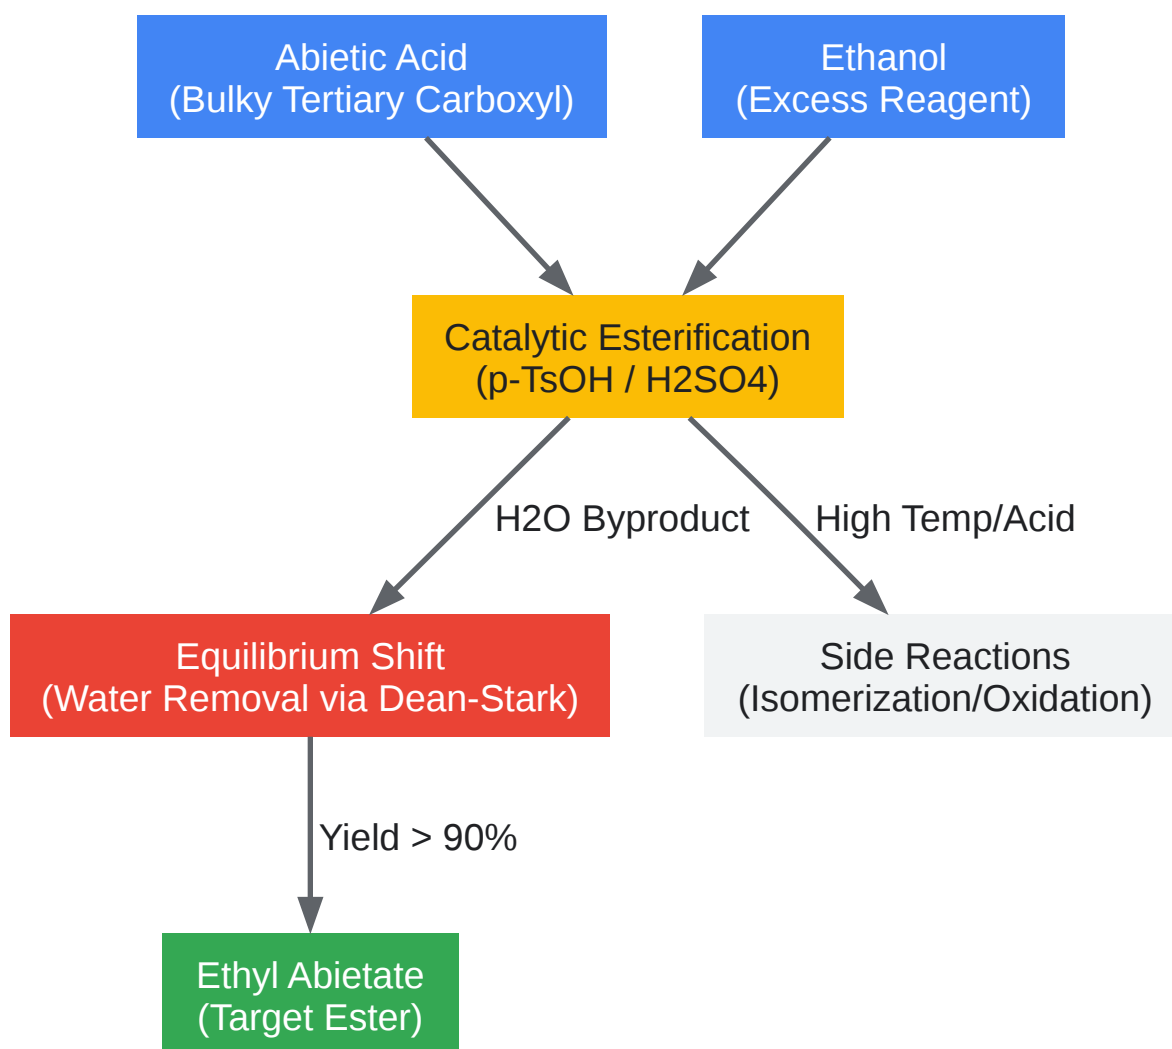 Abietic Acid
(Bulky Tertiary Carboxyl)
Ethanol
(Excess Reagent)
Catalytic Esterification
(p-TsOH / H2SO4)
H2O Byproduct
High Temp/Acid
Equilibrium Shift
(Water Removal via Dean-Stark)
Side Reactions
(Isomerization/Oxidation)
Yield > 90%
Ethyl Abietate
(Target Ester)